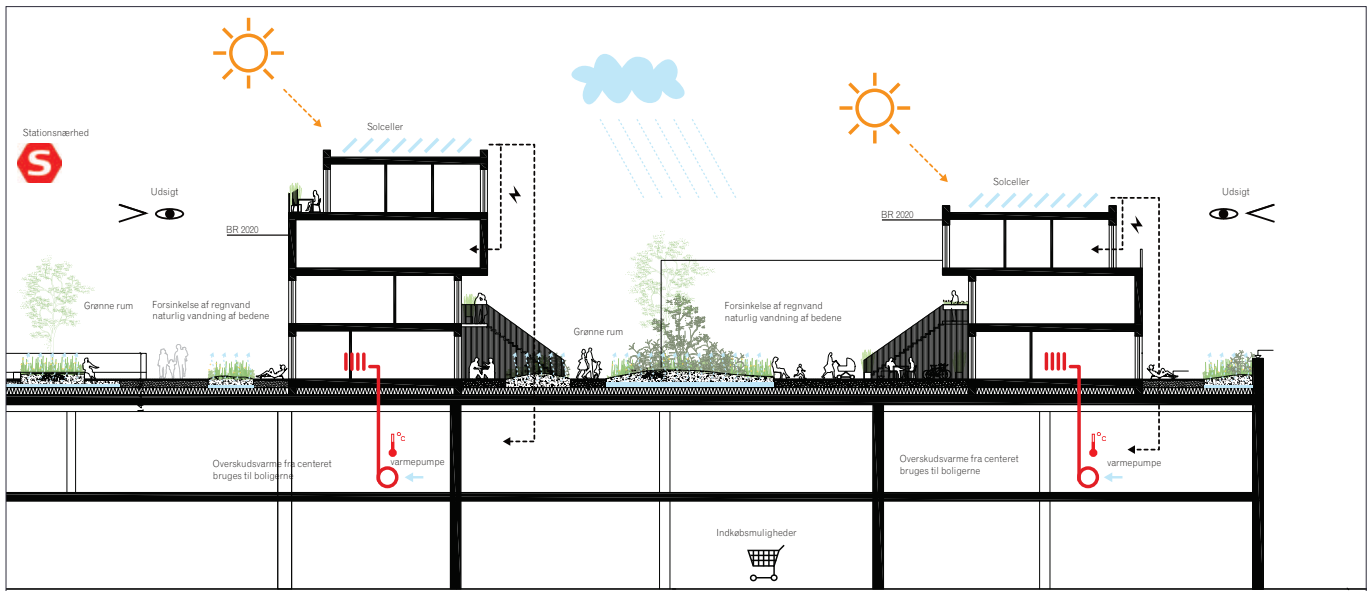 Stationsnærhed
S
Udsigt
Solceller
BR 2020
Grønne rum
Forsinkelse af regnvand
naturlig vandning af bedene
Grønne rum
Forsinkelse af regnvand
naturlig vandning af bedene
Solceller
BR 2020
Udsigt
Overskudsvarme fra centeret
bruges til boligerne
°C
varmepumpe
Overskudsvarme fra centeret
bruges til boligerne
°C
varmepumpe
Indkøbsmuligheder